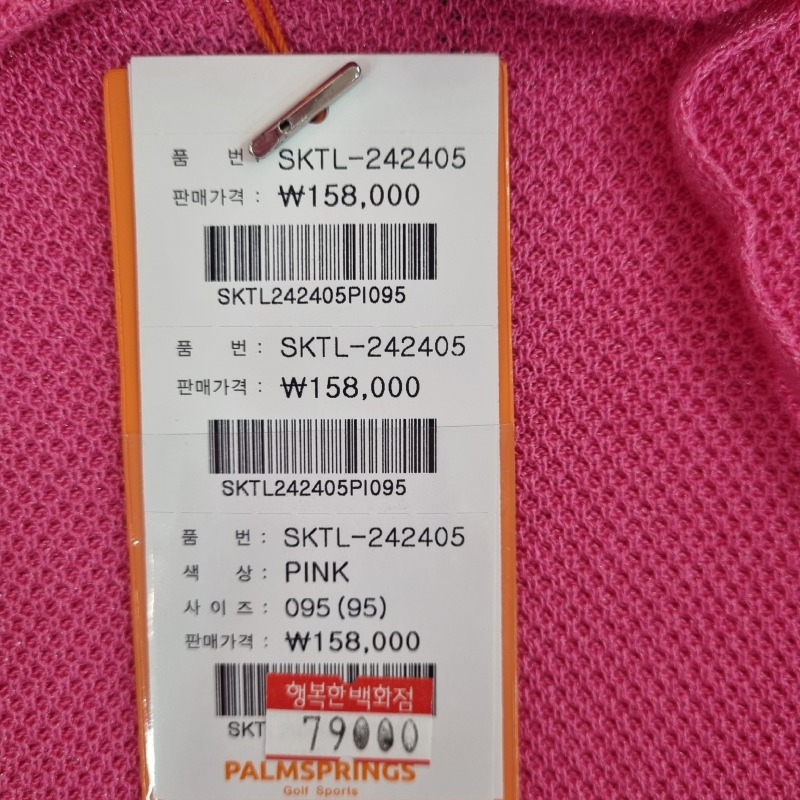 품 번 SKTL-242405
판매가격 : ₩158,000
SKTL242405PI095
품 번 : SKTL-242405
판매가격 : ₩158,000
SKTL242405PI095
품 번 : SKTL-242405
색 상 : PINK
사 이 즈 : 095 (95)
판매가격 : ₩158,000
행복한백화점
SKT
79000
PALMSPRINGS
Golf Sports